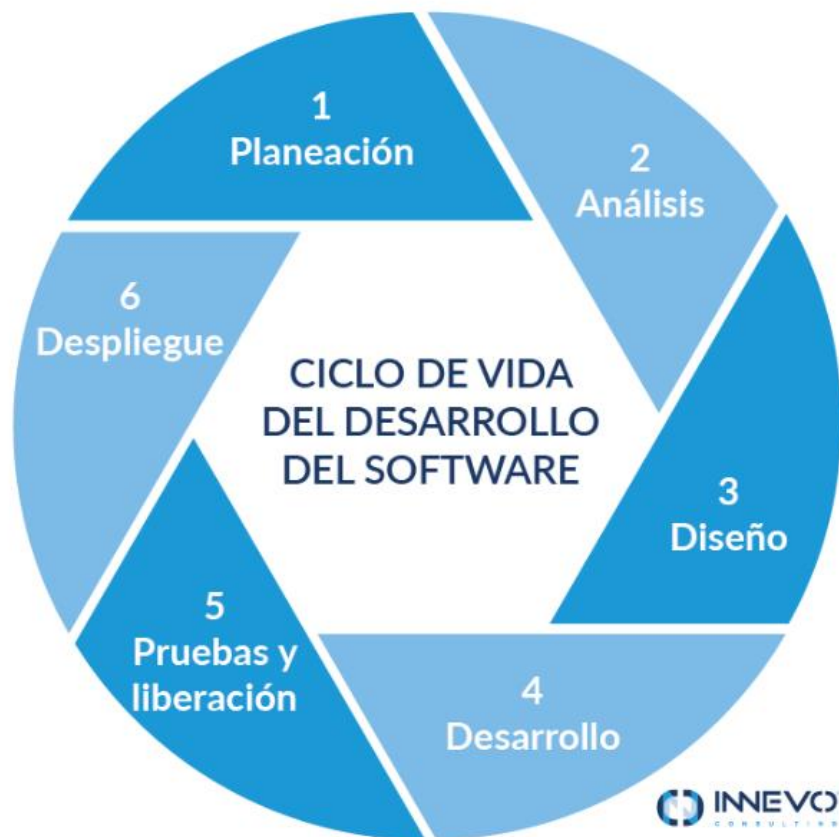 1
Planeación
2
Análisis
3
Diseño
4
Desarrollo
5
Pruebas y
liberación
6
Despliegue
CICLO DE VIDA
DEL DESARROLLO
DEL SOFTWARE
INNEVO
CONSULTING